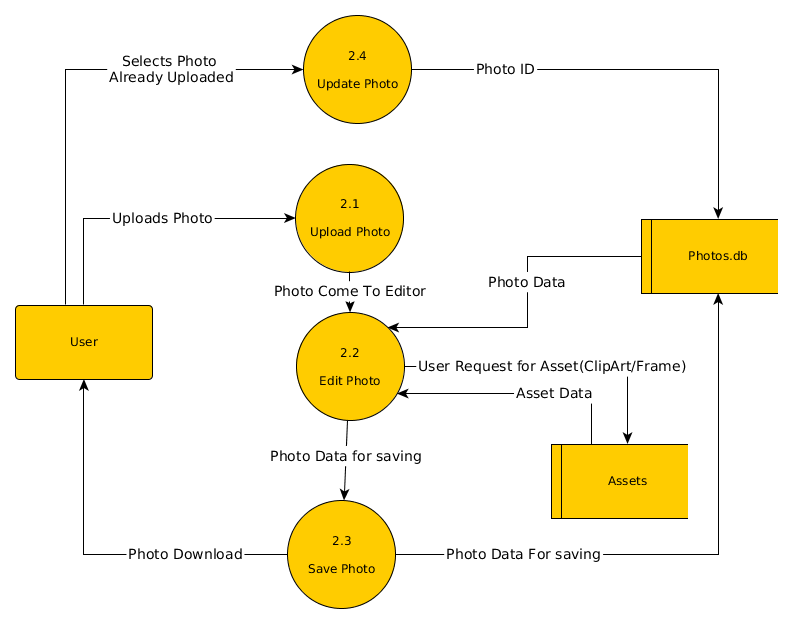 2.4
Update Photo
Selects Photo
Already Uploaded
Photo ID
2.1
Upload Photo
Uploads Photo
Photos.db
Photo Data
Photo Come To Editor
User
2.2
Edit Photo
User Request for Asset(ClipArt/Frame)
Asset Data
Photo Data for saving
Assets
2.3
Save Photo
Photo Download
Photo Data For saving